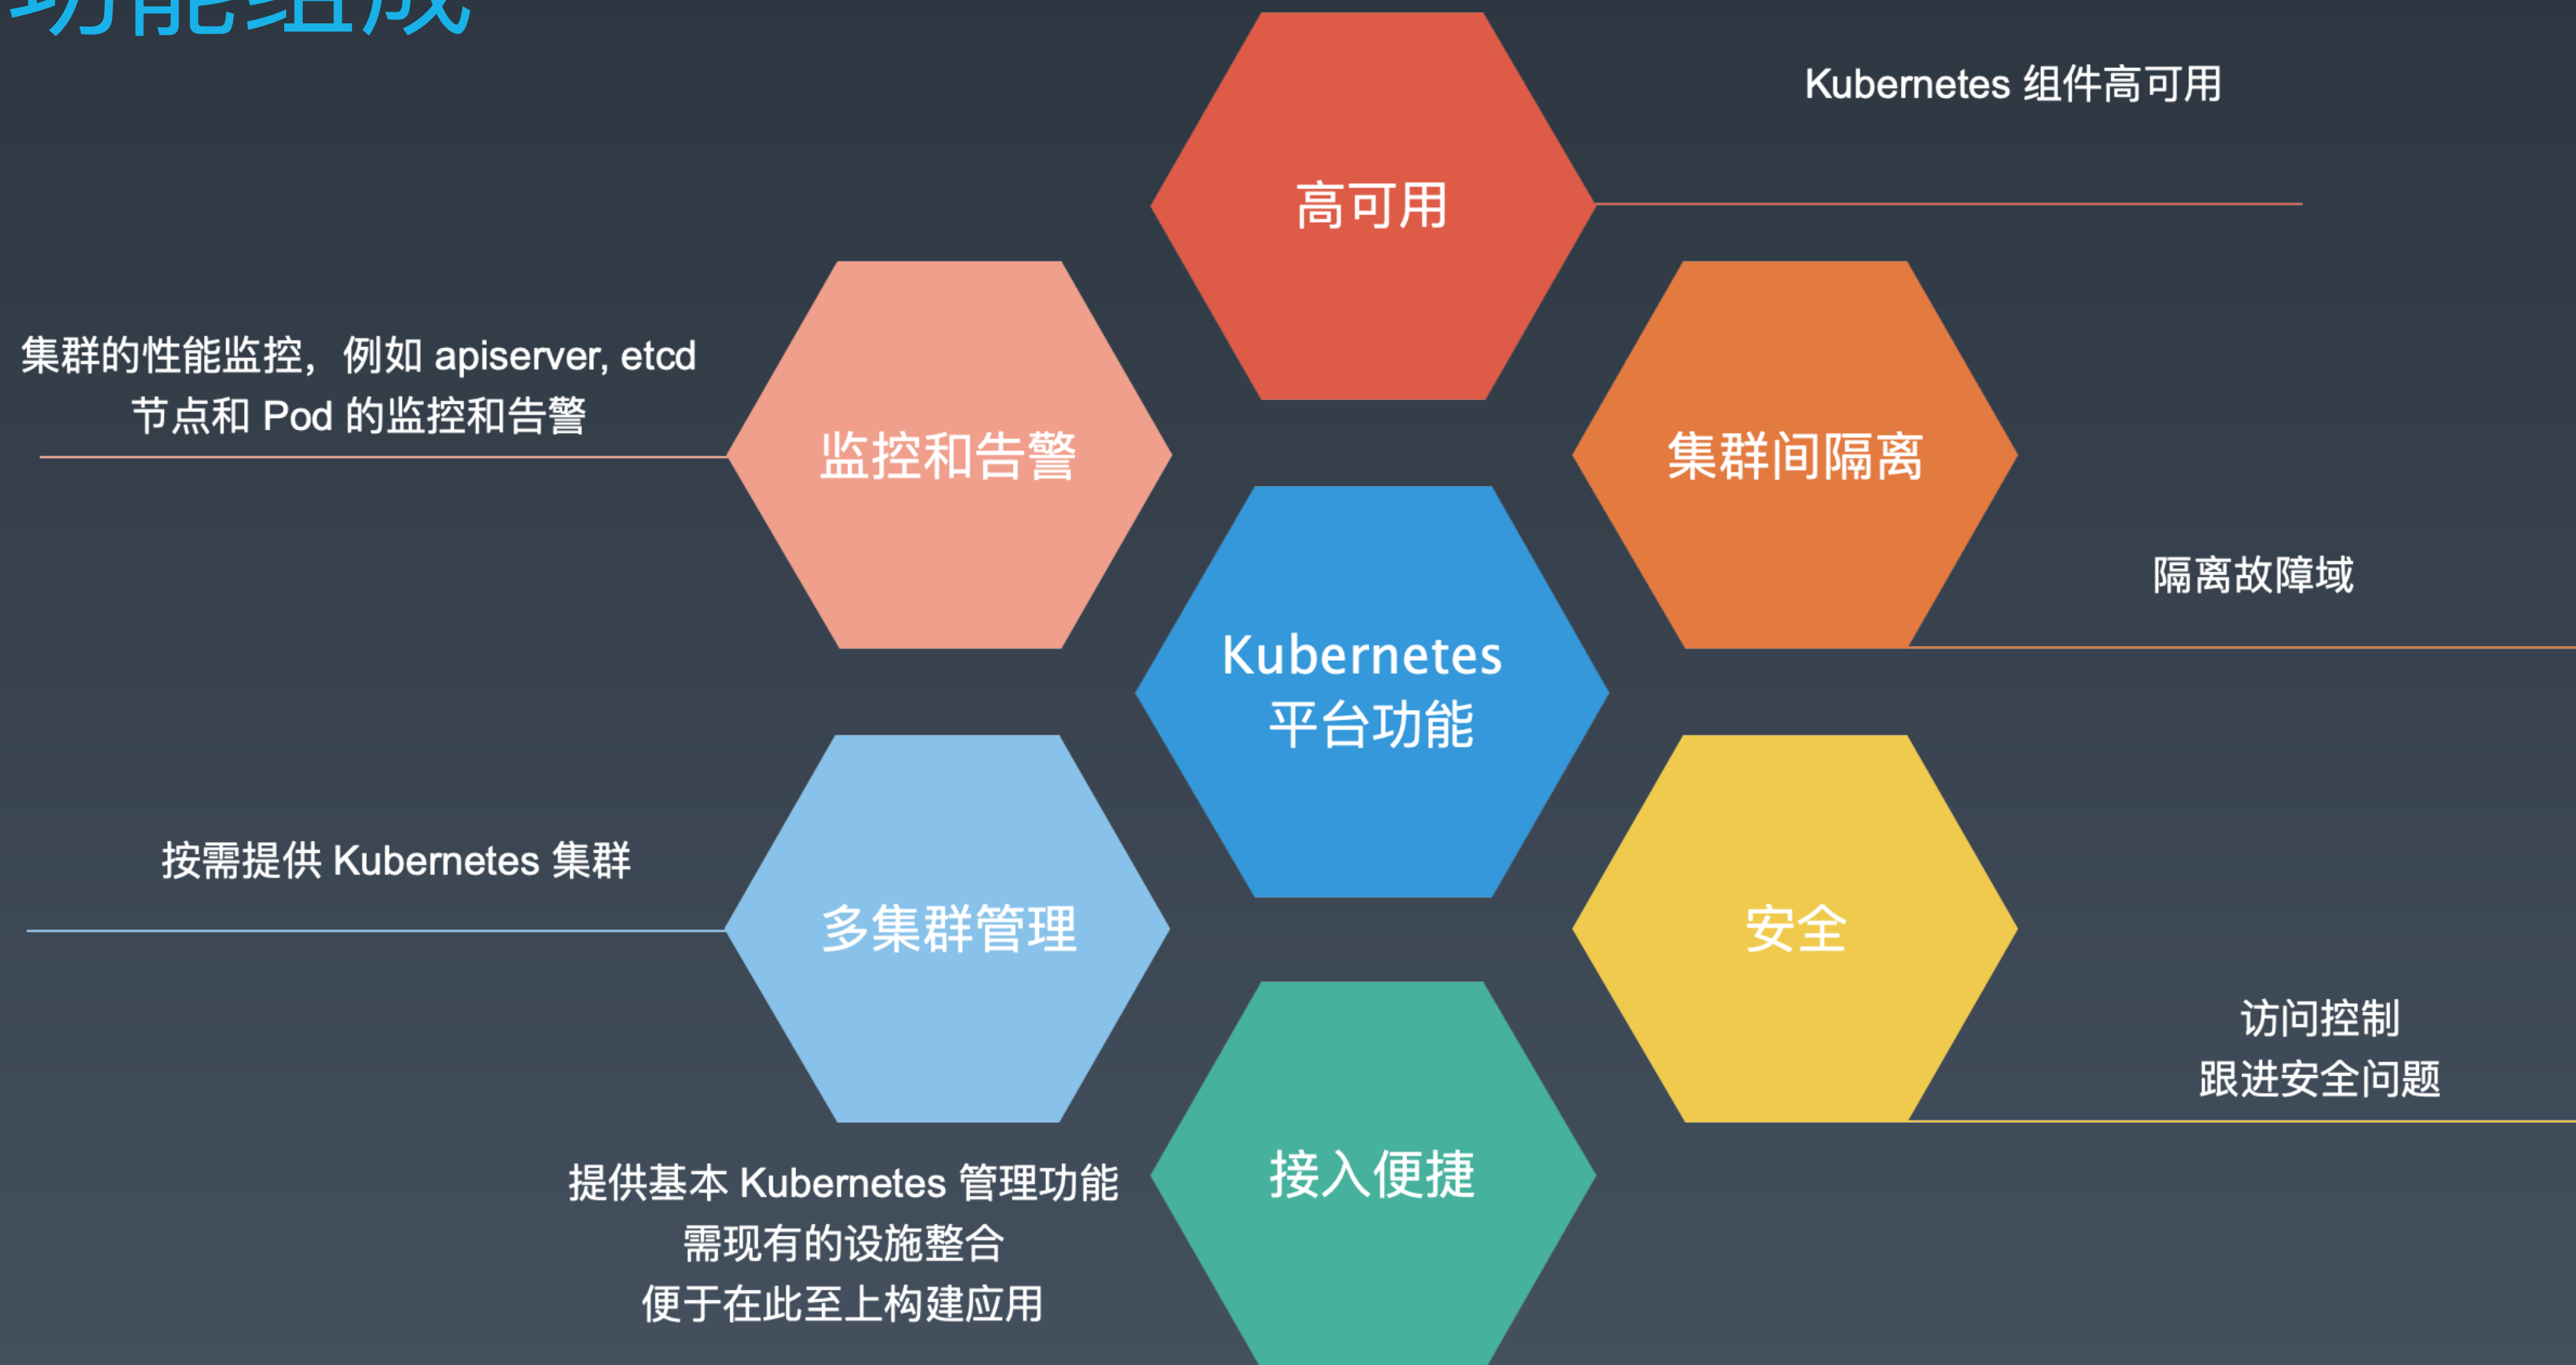 功能组成
高可用
Kubernetes 组件高可用
监控和告警
集群的性能监控，例如 apiserver, etcd
节点和 Pod 的监控和告警
集群间隔离
隔离故障域
Kubernetes
平台功能
多集群管理
按需提供 Kubernetes 集群
安全
访问控制
跟进安全问题
接入便捷
提供基本 Kubernetes 管理功能
需现有的设施整合
便于在此至上构建应用